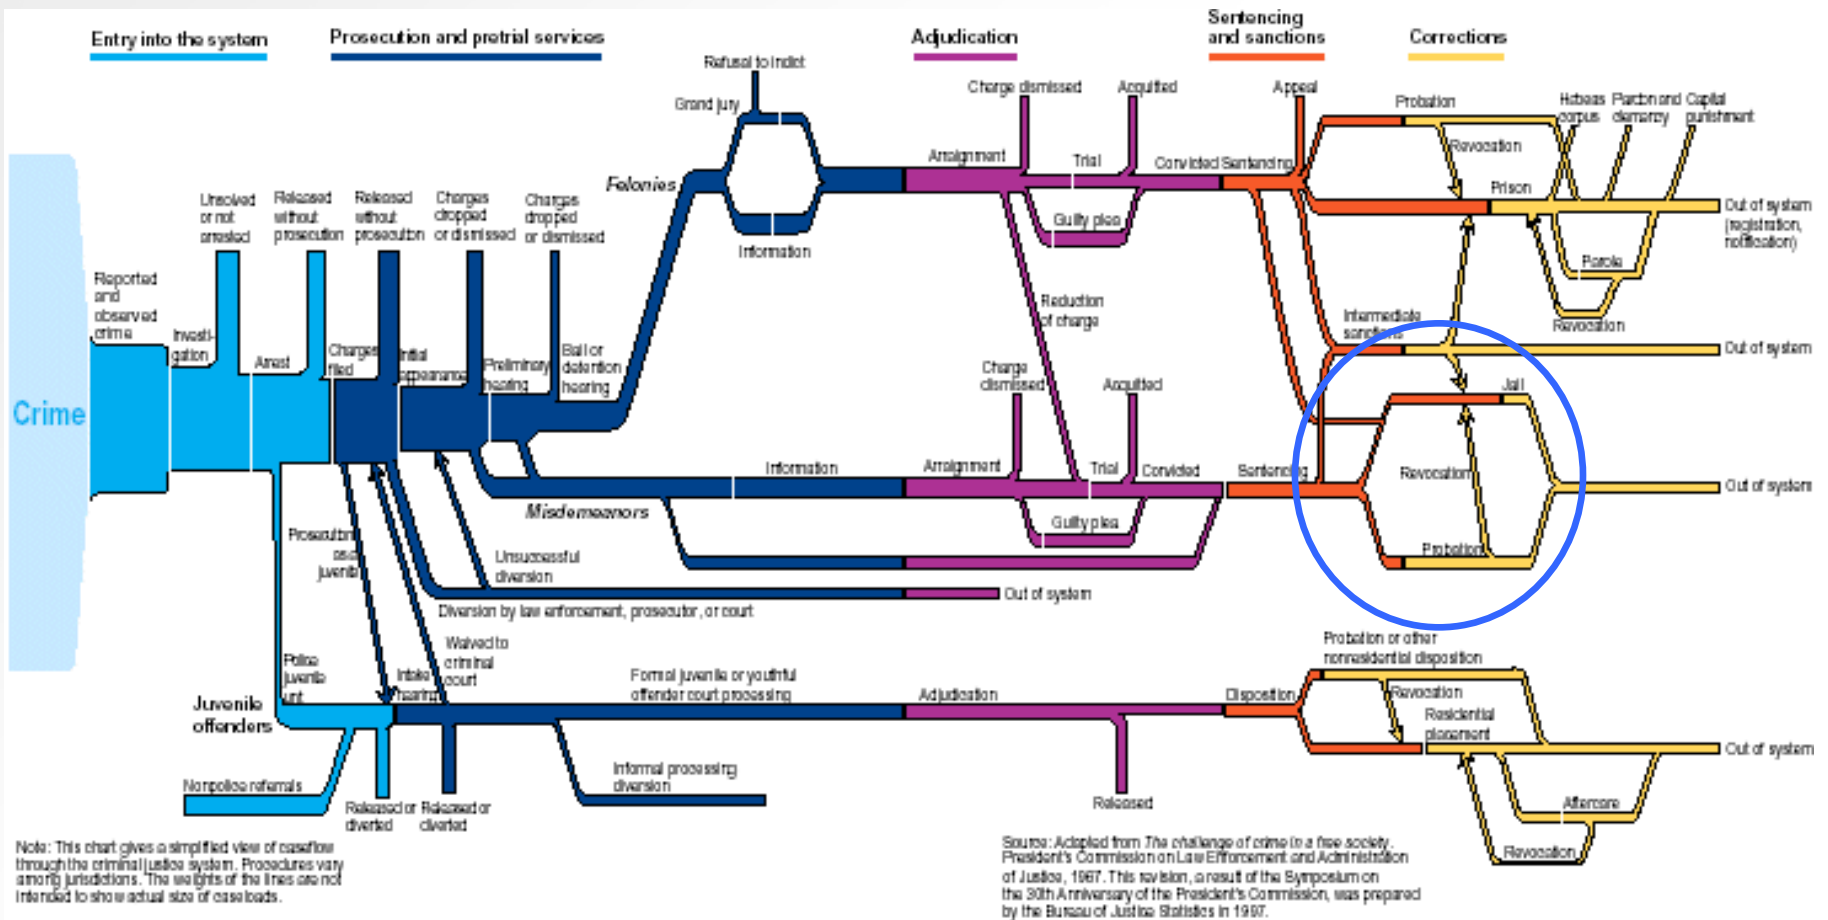 Entry into the system
Prosecution and pretrial services
Adjudication
Sentencing
and sanctions
Corrections
Refusal to indict
Grand jury
Information
Felonies
Charge dismissed
Acquitted
Arraignment
Trial
Convicted
Sentencing
Guilty plea
Appeal
Probation
Habeas
corpus
Pardon and
clemency
Capital
punishment
Revocation
Prison
Out of system
(registration,
notification)
Parole
Revocation
Unsolved
or not
arrested
Released
without
prosecution
Released
without
prosecution
Charges
dropped
or dismissed
Charges
dropped
or dismissed
Reported
and
observed
crime
Investi-
gation
Arrest
Charges
filed
Initial
appearance
Preliminary
hearing
Bail or
detention
hearing
Crime
Reduction
of charge
Intermediate
sanctions
Out of system
Charge
dismissed
Acquitted
Jail
Information
Arraignment
Trial
Convicted
Sentencing
Revocation
Out of system
Misdemeanors
Guilty plea
Probation
Prosecution
as a
juvenile
Unsuccessful
diversion
Out of system
Diversion by law enforcement, prosecutor, or court
Waived to
criminal
court
Police
juvenile
unit
Intake
hearing
Formal juvenile or youthful
offender court processing
Adjudication
Disposition
Probation or other
nonresidential disposition
Revocation
Residential
placement
Out of system
Juvenile
offenders
Nonpolice referrals
Released or
diverted
Released or
diverted
Informal processing
diversion
Released
Aftercare
Revocation
Note: This chart gives a simplified view of caseflow
through the criminal justice system. Procedures vary
among jurisdictions. The weights of the lines are not
intended to show actual size of caseloads.
Source: Adapted from The challenge of crime in a free society.
President's Commission on Law Enforcement and Administration
of Justice, 1967. This revision, a result of the Symposium on
the 30th Anniversary of the President's Commission, was prepared
by the Bureau of Justice Statistics in 1997.